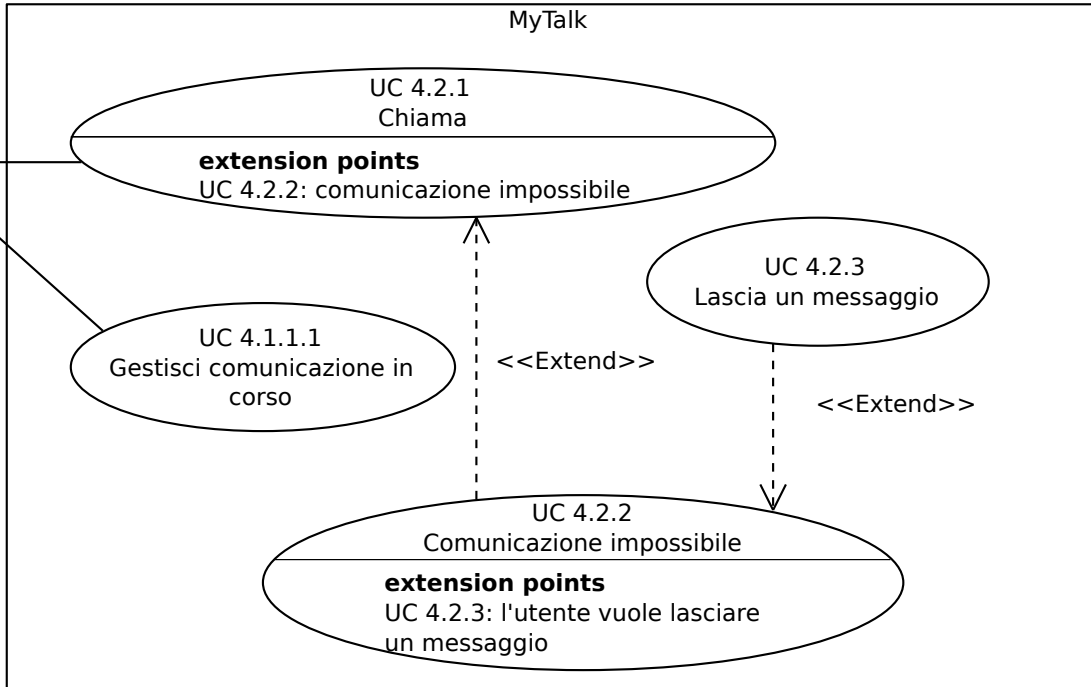 MyTalk
UC 4.2.1
Chiama
extension points
UC 4.2.2: comunicazione impossibile
UC 4.2.3
Lascia un messaggio
UC 4.1.1.1
Gestisci comunicazione in
corso
<<Extend>>
<<Extend>>
UC 4.2.2
Comunicazione impossibile
extension points
UC 4.2.3: l'utente vuole lasciare
un messaggio